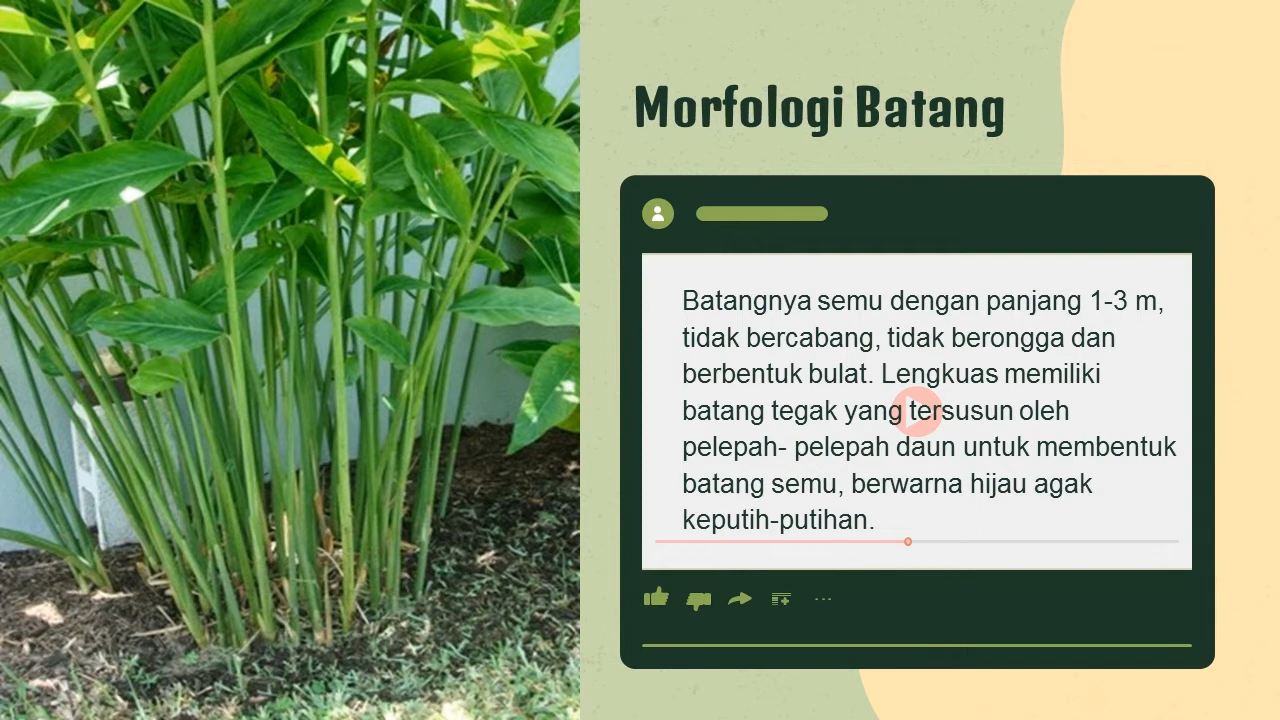 Morfologi Batang
Batangnya semu dengan panjang 1-3 m,
tidak bercabang, tidak berongga dan
berbentuk bulat. Lengkuas memiliki
batang tegak yang tersusun oleh
pelepah- pelepah daun untuk membentuk
batang semu, berwarna hijau agak
keputih-putihan.